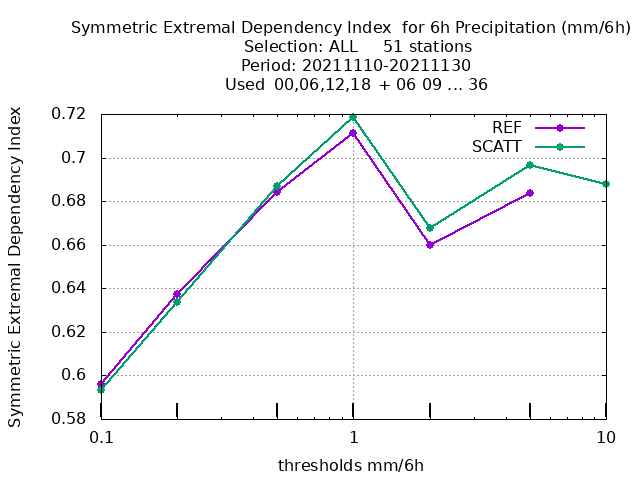 Symmetric Extremal Dependency Index  for 6h Precipitation (mm/6h)
Selection: ALL     51 stations
Period: 20211110-20211130
Used  00,06,12,18  + 06 09 ... 36
Symmetric Extremal Dependency Index
0.72
0.7
0.68
0.66
0.64
0.62
0.6
0.58
REF
SCATT
0.1
1
10
thresholds mm/6h